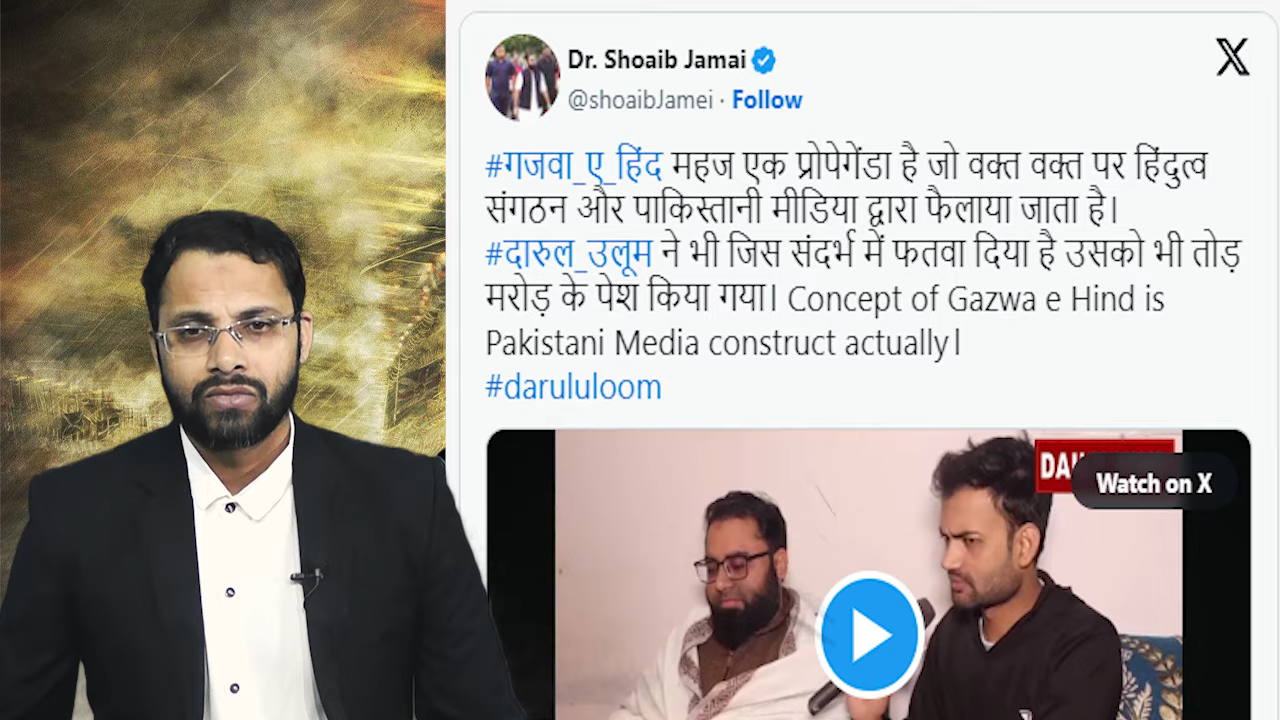 Dr. Shoaib Jamai
@shoaibJamei · Follow
#गजवा_ए_हिंद महज एक प्रोपेगेंडा है जो वक्त वक्त पर हिंदुत्व
संगठन और पाकिस्तानी मीडिया द्वारा फैलाया जाता है।
#दारुल_उलूम ने भी जिस संदर्भ में फतवा दिया है उसको भी तोड़
मरोड़ के पेश किया गया। Concept of Gazwa e Hind is
Pakistani Media construct actually।
#darululoom
Watch on X